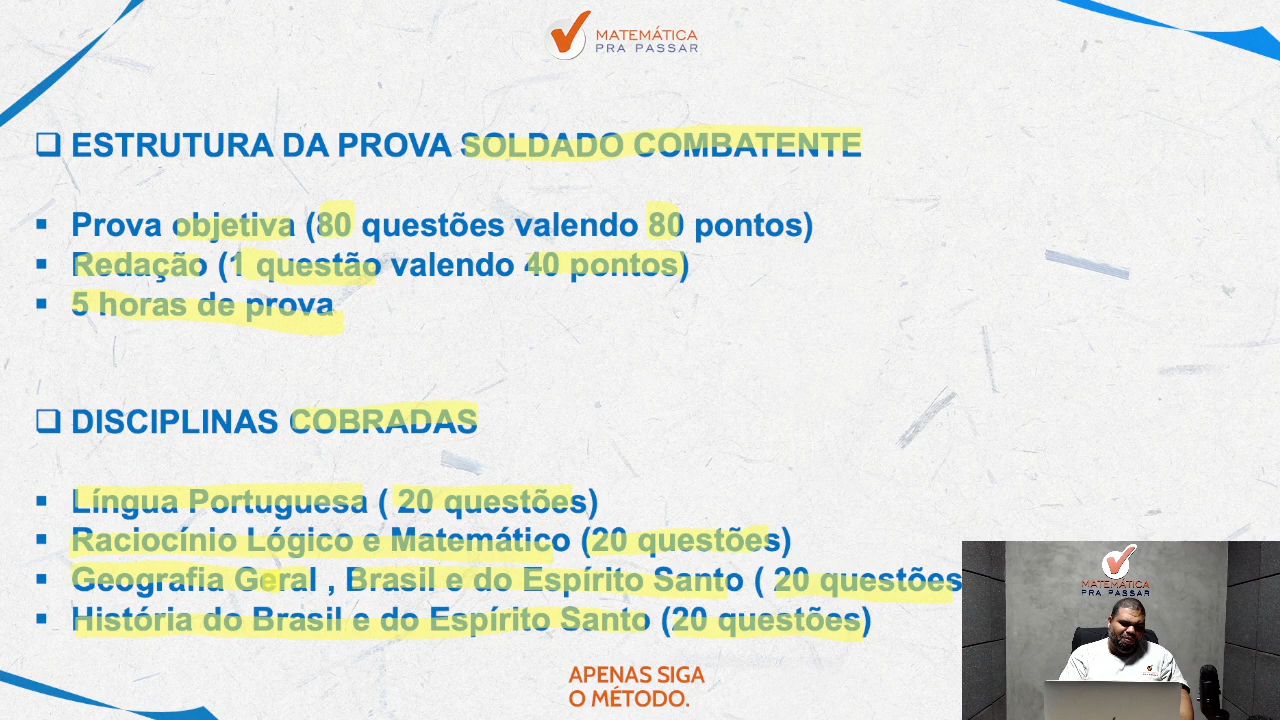 MATEMÁTICA
PRA PASSAR
ESTRUTURA DA PROVA SOLDADO COMBATENTE
Prova objetiva (80 questões valendo 80 pontos)
Redação (1 questão valendo 40 pontos)
5 horas de prova
DISCIPLINAS COBRADAS
Língua Portuguesa ( 20 questões)
Raciocínio Lógico e Matemático (20 questões)
Geografia Geral , Brasil e do Espírito Santo ( 20 questões
História do Brasil e do Espírito Santo (20 questões)
MATEMÁTICA
PRA PASSAR
APENAS SIGA
O MÉTODO.